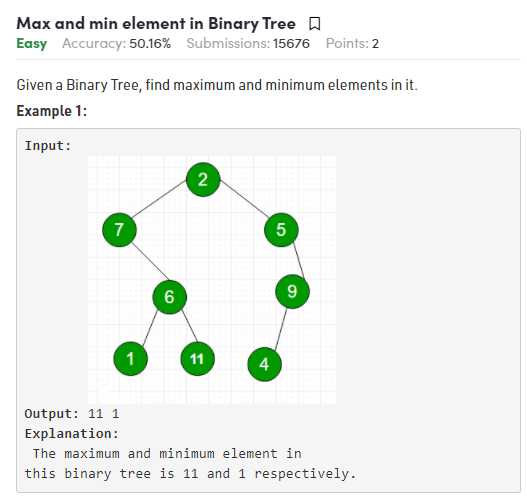 Max and min element in Binary Tree
Easy Accuracy: 50.16% Submissions: 15676 Points: 2
Given a Binary Tree, find maximum and minimum elements in it.
Example 1:
Input:
2
7 5
6 9
1 11 4
Output: 11 1
Explanation:
The maximum and minimum element in
this binary tree is 11 and 1 respectively.